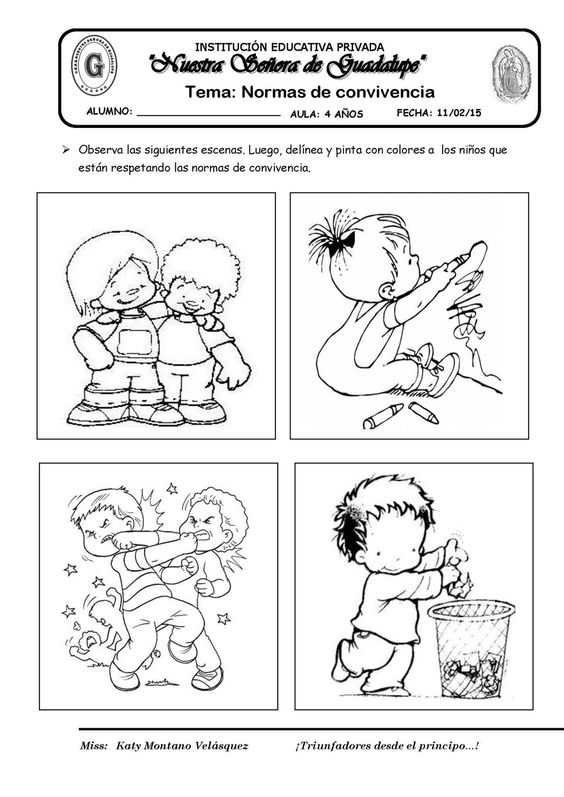 INSTITUCIÓN EDUCATIVA PRIVADA
"Nuestra Señora de Guadalupe"
Tema: Normas de convivencia
ALUMNO: ______________________ AULA: 4 AÑOS FECHA: 11/02/15
➢ Observa las siguientes escenas. Luego, delínea y pinta con colores a los niños que
están respetando las normas de convivencia.
Miss: Katy Montano Velásquez ¡Triunfadores desde el principo...!